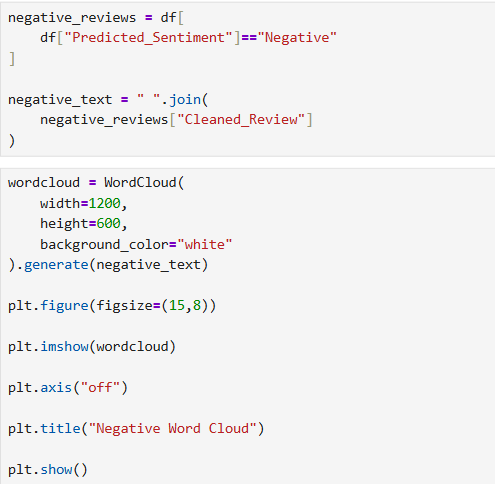 negative_reviews = df[
    df["Predicted_Sentiment"]=="Negative"
]
negative_text = " ".join(
    negative_reviews["Cleaned_Review"]
)
wordcloud = WordCloud(
    width=1200,
    height=600,
    background_color="white"
).generate(negative_text)
plt.figure(figsize=(15,8))
plt.imshow(wordcloud)
plt.axis("off")
plt.title("Negative Word Cloud")
plt.show()